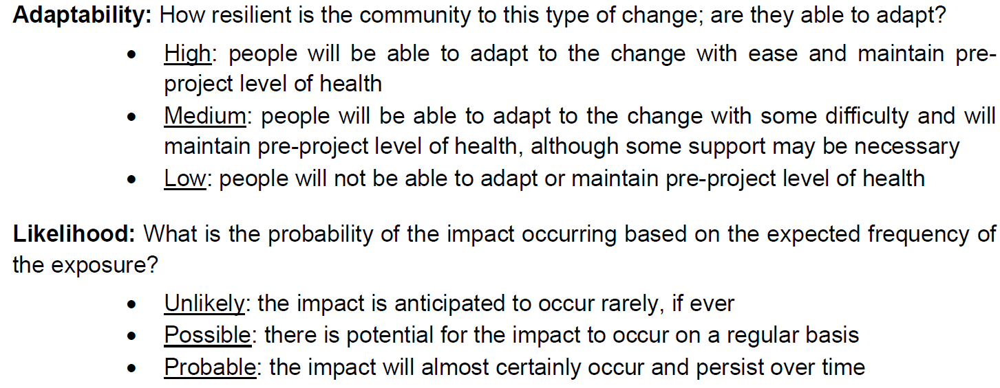 Adaptability: How resilient is the community to this type of change; are they able to adapt?
• High: people will be able to adapt to the change with ease and maintain pre-
project level of health
• Medium: people will be able to adapt to the change with some difficulty and will
maintain pre-project level of health, although some support may be necessary
• Low: people will not be able to adapt or maintain pre-project level of health
Likelihood: What is the probability of the impact occurring based on the expected frequency of
the exposure?
• Unlikely: the impact is anticipated to occur rarely, if ever
• Possible: there is potential for the impact to occur on a regular basis
• Probable: the impact will almost certainly occur and persist over time